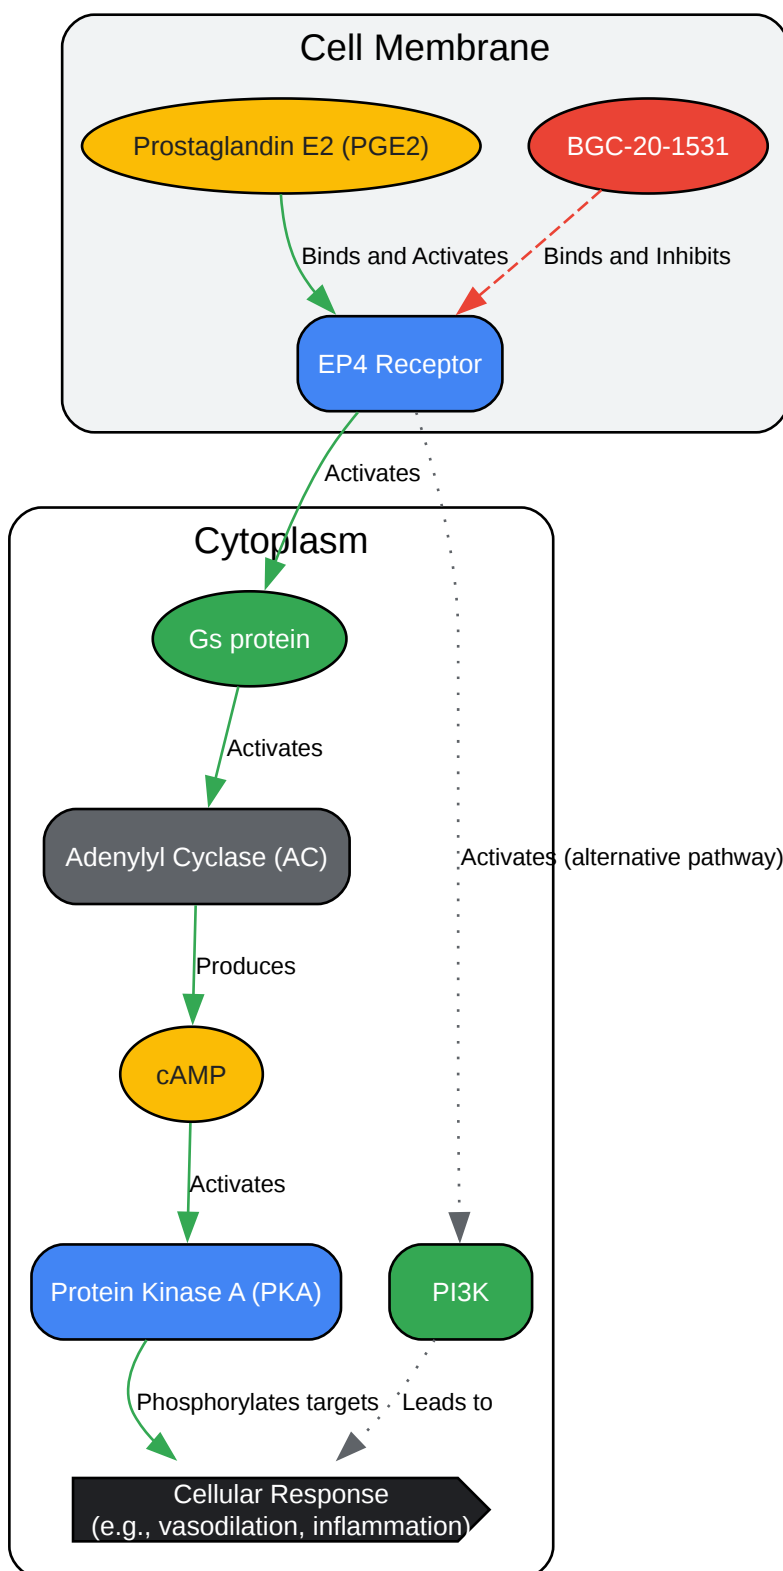 Cell Membrane
Prostaglandin E2 (PGE2)
BGC-20-1531
Binds and Activates
Binds and Inhibits
EP4 Receptor
Activates
Cytoplasm
Gs protein
Activates
Adenylyl Cyclase (AC)
Activates (alternative pathway)
Produces
cAMP
Activates
Protein Kinase A (PKA)
PI3K
Phosphorylates targets
Leads to
Cellular Response
(e.g., vasodilation, inflammation)